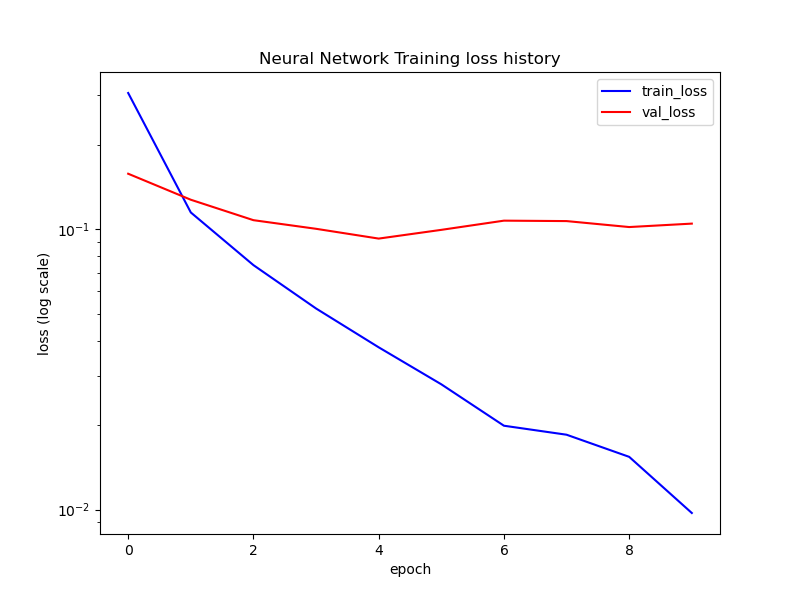 Neural Network Training loss history
train_loss
val_loss
loss (log scale)
10⁻¹
10⁻²
0 2 4 6 8
epoch